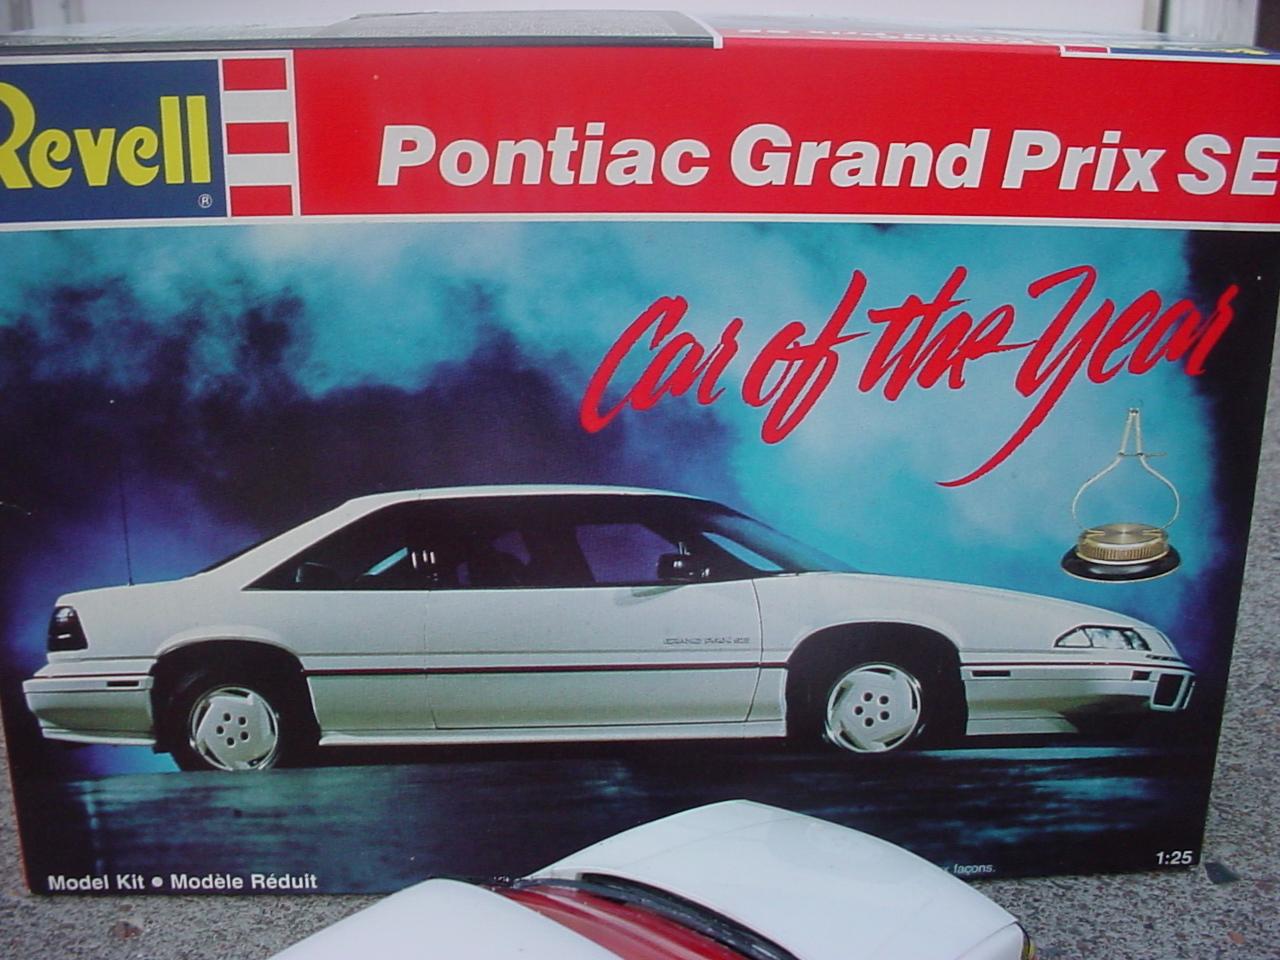 Revell
®
Pontiac Grand Prix SE
Car of the Year
GRAND PRIX SE
1:25
façons.
Model Kit • Modèle Réduit